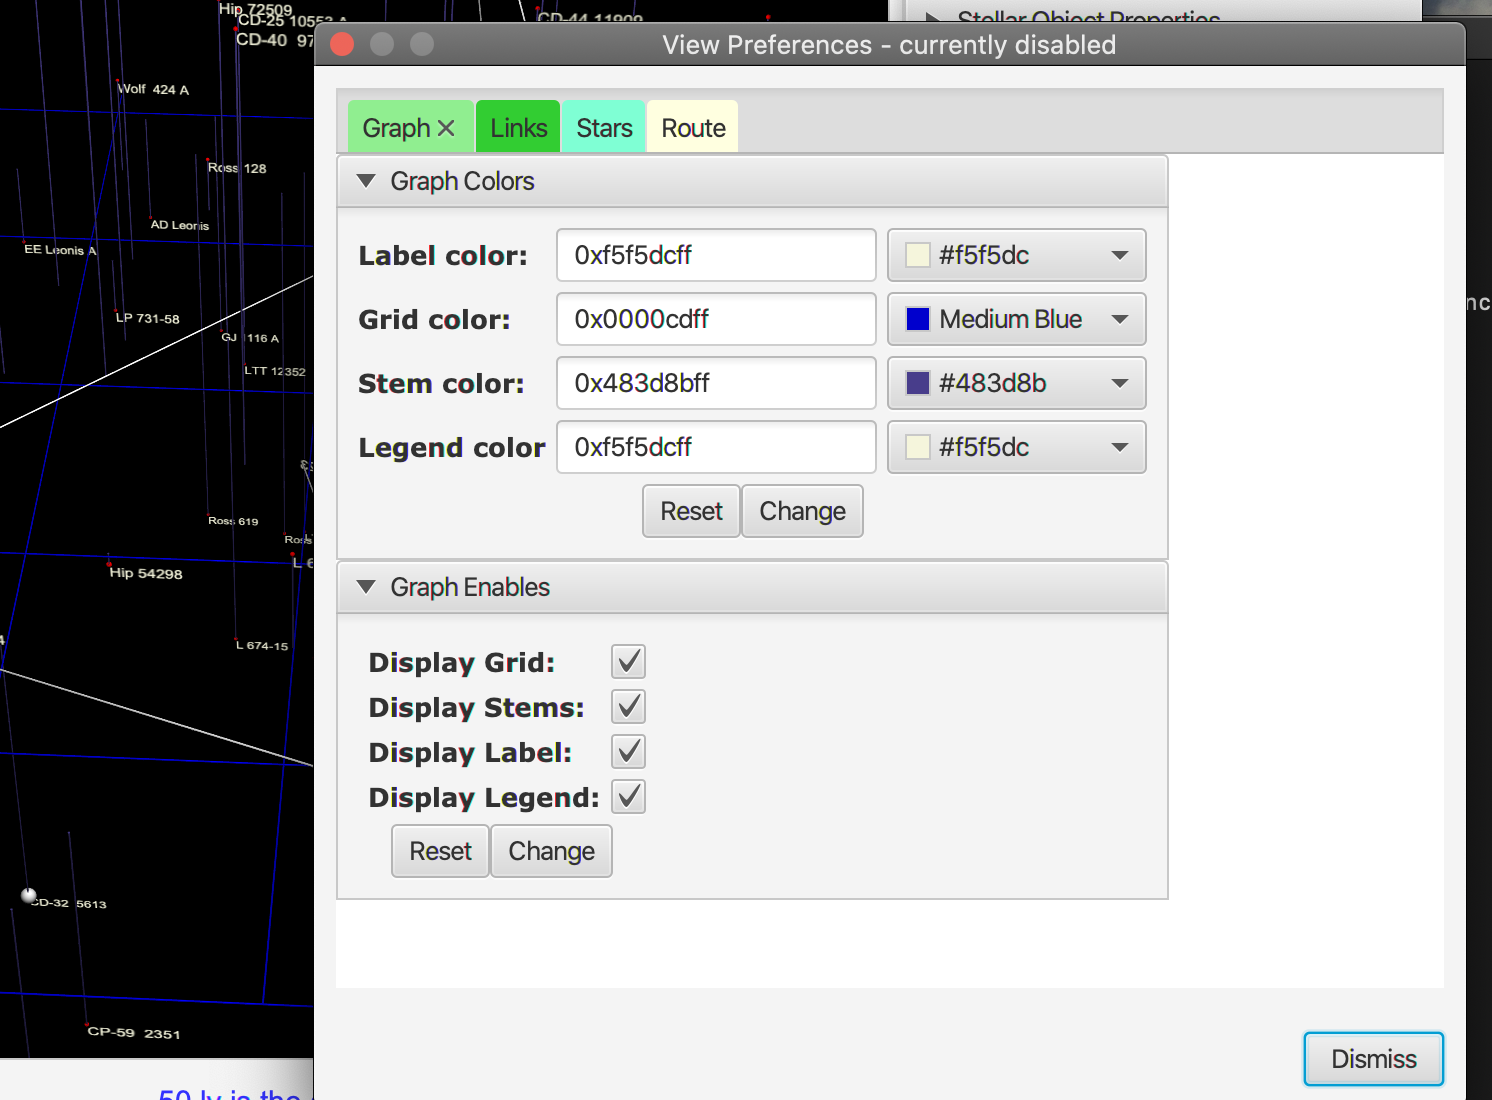 Hip 72509
CD-25 10553 A
CD-40 97
CD-44 11909
Stellar Object Properties
View Preferences - currently disabled
Wolf 424 A
Graph
Links
Stars
Route
Ross 128
Graph Colors
AD Leonis
EE Leonis A
Label color:
0xf5f5dcff
#f5f5dc
LP 731-58
Grid color:
0x0000cdff
Medium Blue
nc
GJ 1116 A
LTT 12352
Stem color:
0x483d8bff
#483d8b
Legend color
0xf5f5dcff
#f5f5dc
Reset
Change
Ross 619
Ross
L 6
Hip 54298
Graph Enables
4
L 674-15
Display Grid:
Display Stems:
Display Label:
Display Legend:
Reset
Change
CD-32 5613
CP-59 2351
Dismiss
50 ly is the